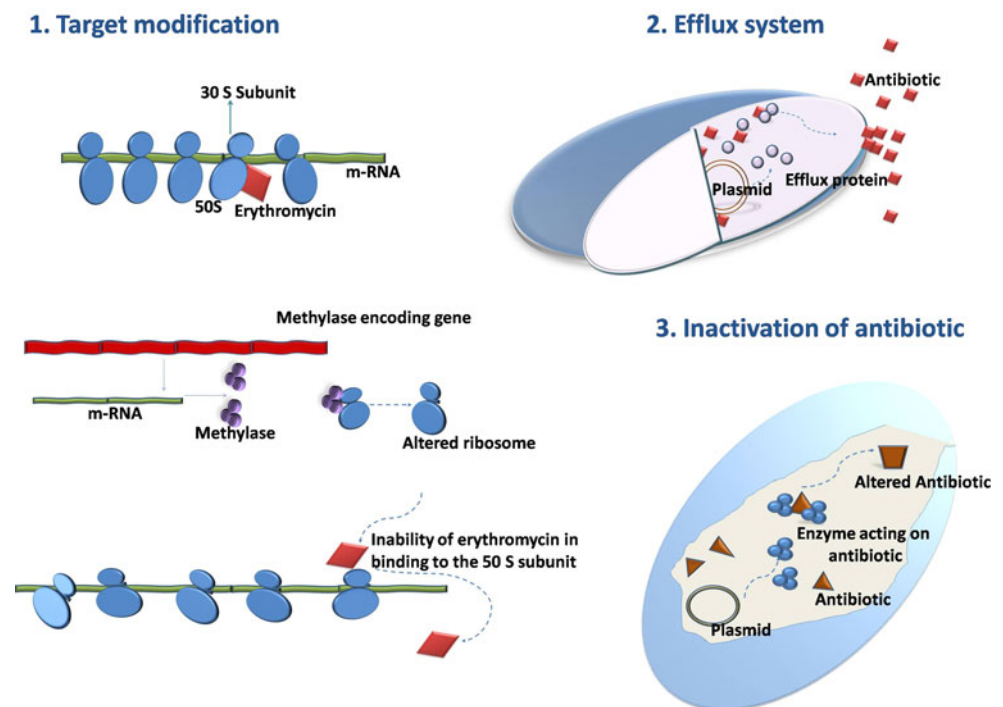 1. Target modification
30 S Subunit
m-RNA
50S
Erythromycin
Methylase encoding gene
m-RNA
Methylase
Altered ribosome
Inability of erythromycin in
binding to the 50 S subunit
2. Efflux system
Antibiotic
Plasmid
Efflux protein
3. Inactivation of antibiotic
Altered Antibiotic
Enzyme acting on
antibiotic
Antibiotic
Plasmid